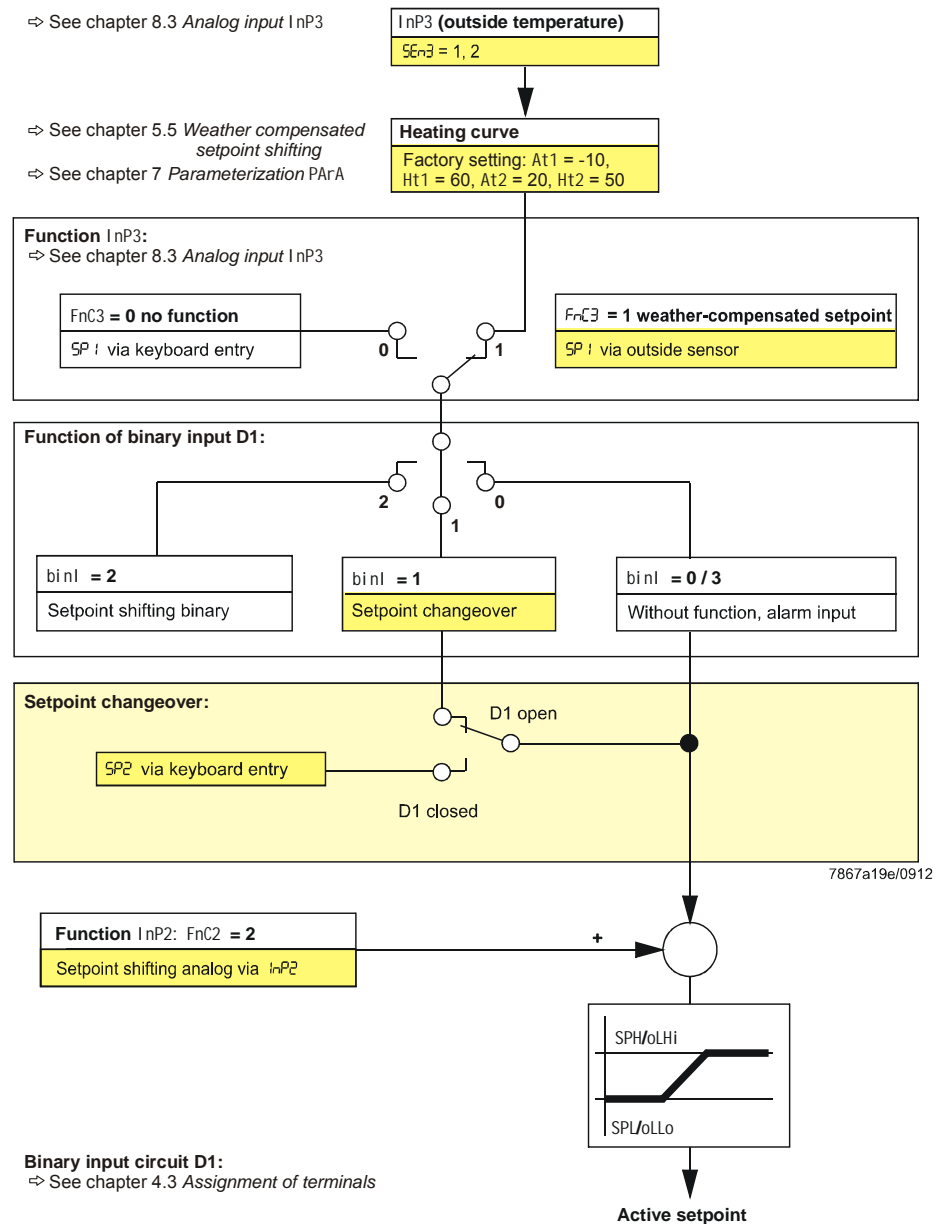 ⇨ See chapter 8.3 Analog input InP3
InP3 (outside temperature)
SEn3 = 1, 2
⇨ See chapter 5.5 Weather compensated
setpoint shifting
⇨ See chapter 7 Parameterization PArA
Heating curve
Factory setting: At1 = -10,
Ht1 = 60, At2 = 20, Ht2 = 50
Function InP3:
⇨ See chapter 8.3 Analog input InP3
FnC3 = 0 no function
SP1 via keyboard entry
0
1
FnC3 = 1 weather-compensated setpoint
SP1 via outside sensor
Function of binary input D1:
2
1
0
binI = 2
Setpoint shifting binary
binI = 1
Setpoint changeover
binI = 0 / 3
Without function, alarm input
Setpoint changeover:
D1 open
SP2 via keyboard entry
D1 closed
7867a19e/0912
Function InP2: FnC2 = 2
Setpoint shifting analog via InP2
+
SPH/oLHi
SPL/oLLo
Binary input circuit D1:
⇨ See chapter 4.3 Assignment of terminals
Active setpoint